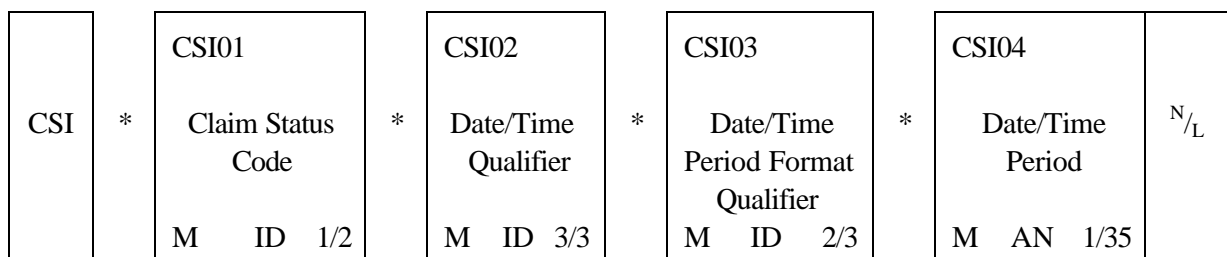 CSI01 CSI02 CSI03 CSI04
CSI * Claim Status * Date/Time * Date/Time * Date/Time N/L
Code Qualifier Period Format Period
Qualifier
M ID 1/2 M ID 3/3 M ID 2/3 M AN 1/35